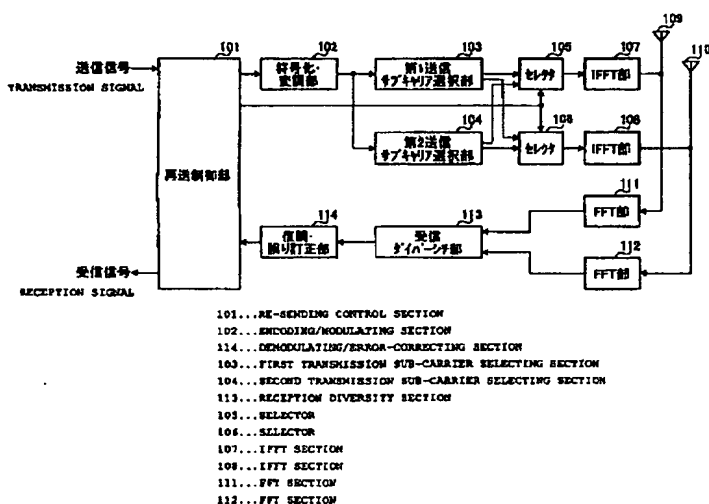 109
110
101
102
103
105
107
送信信号
TRANSMISSION SIGNAL
符号化・
変調部
第1送信
サブキャリア選択部
セレクタ
IFFT部
104
第2送信
サブキャリア選択部
セレクタ
IFFT部
再送制御部
111
FFT部
114
復調・
誤り訂正部
113
受信
ダイバーシチ部
112
FFT部
受信信号
RECEPTION SIGNAL
101...RE-SENDING CONTROL SECTION
102...ENCODING/MODULATING SECTION
114...DEMODULATING/ERROR-CORRECTING SECTION
103...FIRST TRANSMISSION SUB-CARRIER SELECTING SECTION
104...SECOND TRANSMISSION SUB-CARRIER SELECTING SECTION
113...RECEPTION DIVERSITY SECTION
105...SELECTOR
106...SELECTOR
107...IFFT SECTION
108...IFFT SECTION
111...FFT SECTION
112...FFT SECTION